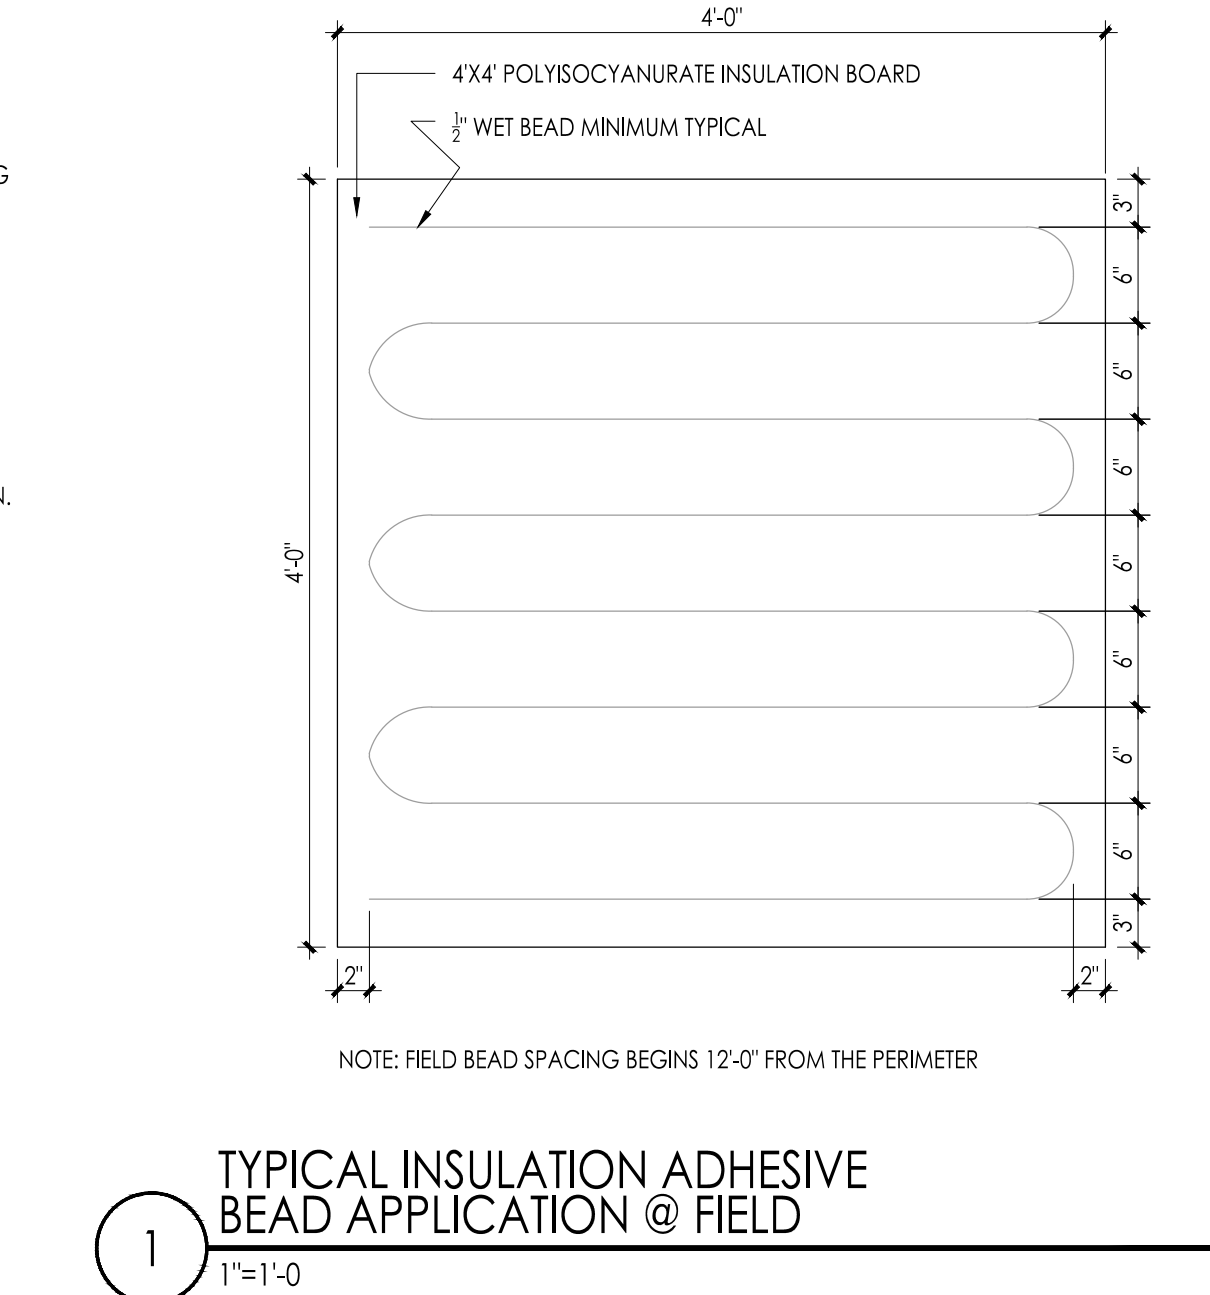 4'-0"
4'X4' POLYISOCYANURATE INSULATION BOARD
1/2" WET BEAD MINIMUM TYPICAL
G
3"
6"
6"
6"
N.
6"
4'-0"
6"
6"
6"
3"
2"
2"
NOTE: FIELD BEAD SPACING BEGINS 12'-0" FROM THE PERIMETER
TYPICAL INSULATION ADHESIVE
BEAD APPLICATION @ FIELD
1
1"=1'-0